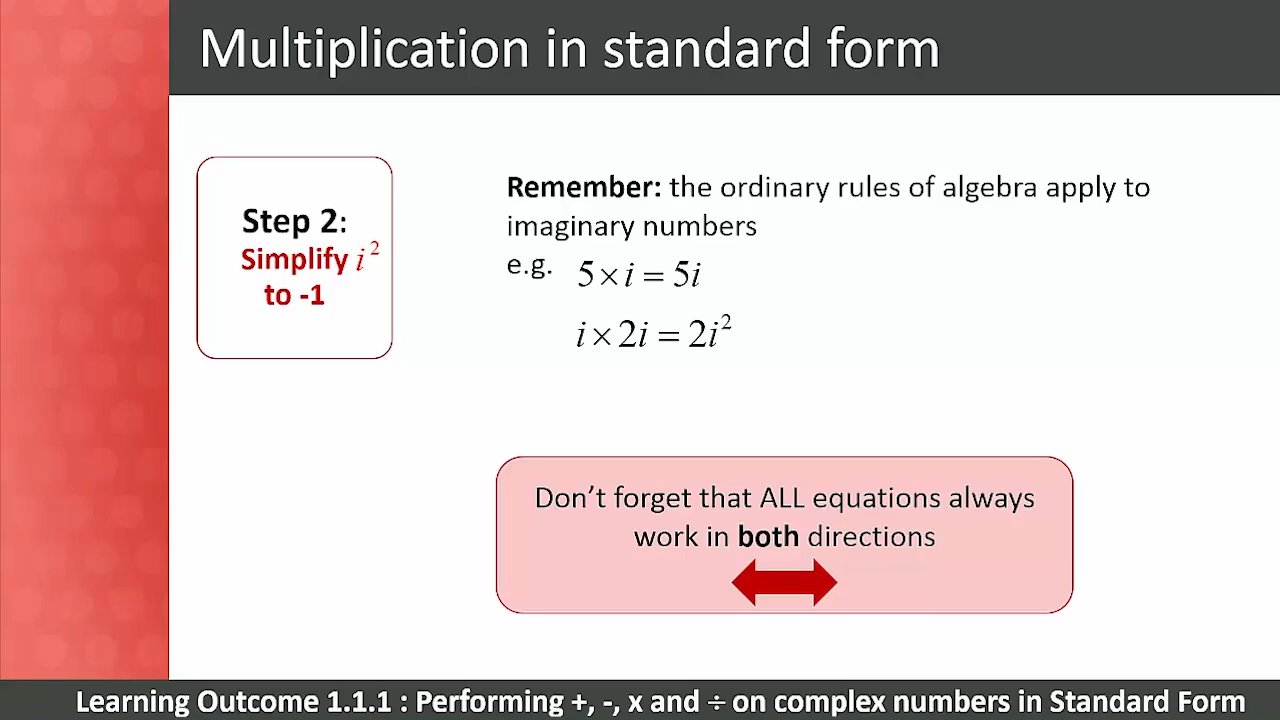 Multiplication in standard form
Step 2:
Simplify i²
to -1
Remember: the ordinary rules of algebra apply to
imaginary numbers
e.g. 5 × i = 5i
i × 2i = 2i²
Don't forget that ALL equations always
work in both directions
Learning Outcome 1.1.1 : Performing +, -, x and ÷ on complex numbers in Standard Form